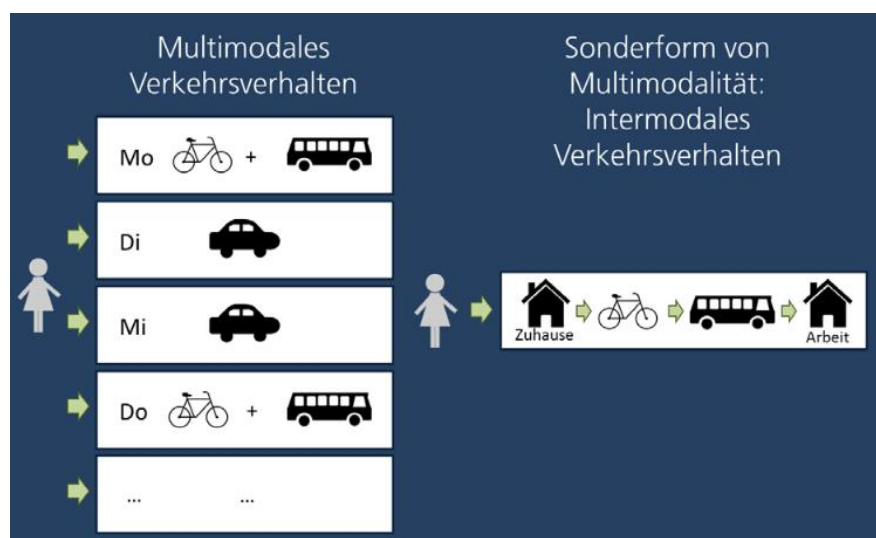 Multimodales
Verkehrsverhalten
Mo +
Di
Mi
Do +
... ...
Sonderform von
Multimodalität:
Intermodales
Verkehrsverhalten
Zuhause Arbeit